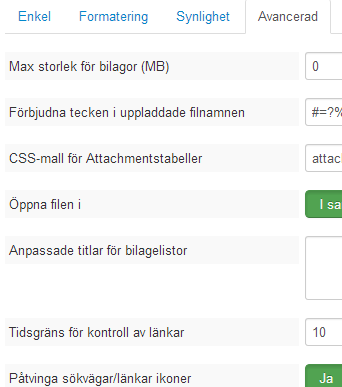 Enkel Formatering Synlighet Avancerad
Max storlek för bilagor (MB) 0
Förbjudna tecken i uppladdade filnamnen #=?%
CSS-mall för Attachmentstabeller attac
Öppna filen i I sa
Anpassade titlar för bilagelistor
Tidsgräns för kontroll av länkar 10
Påtvinga sökvägar/länkar ikoner Ja